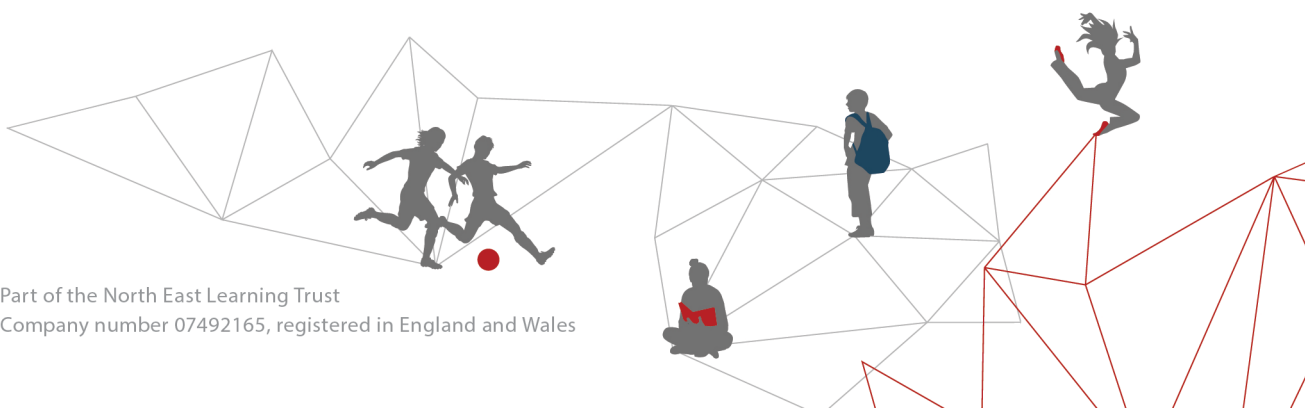 Part of the North East Learning Trust
Company number 07492165, registered in England and Wales